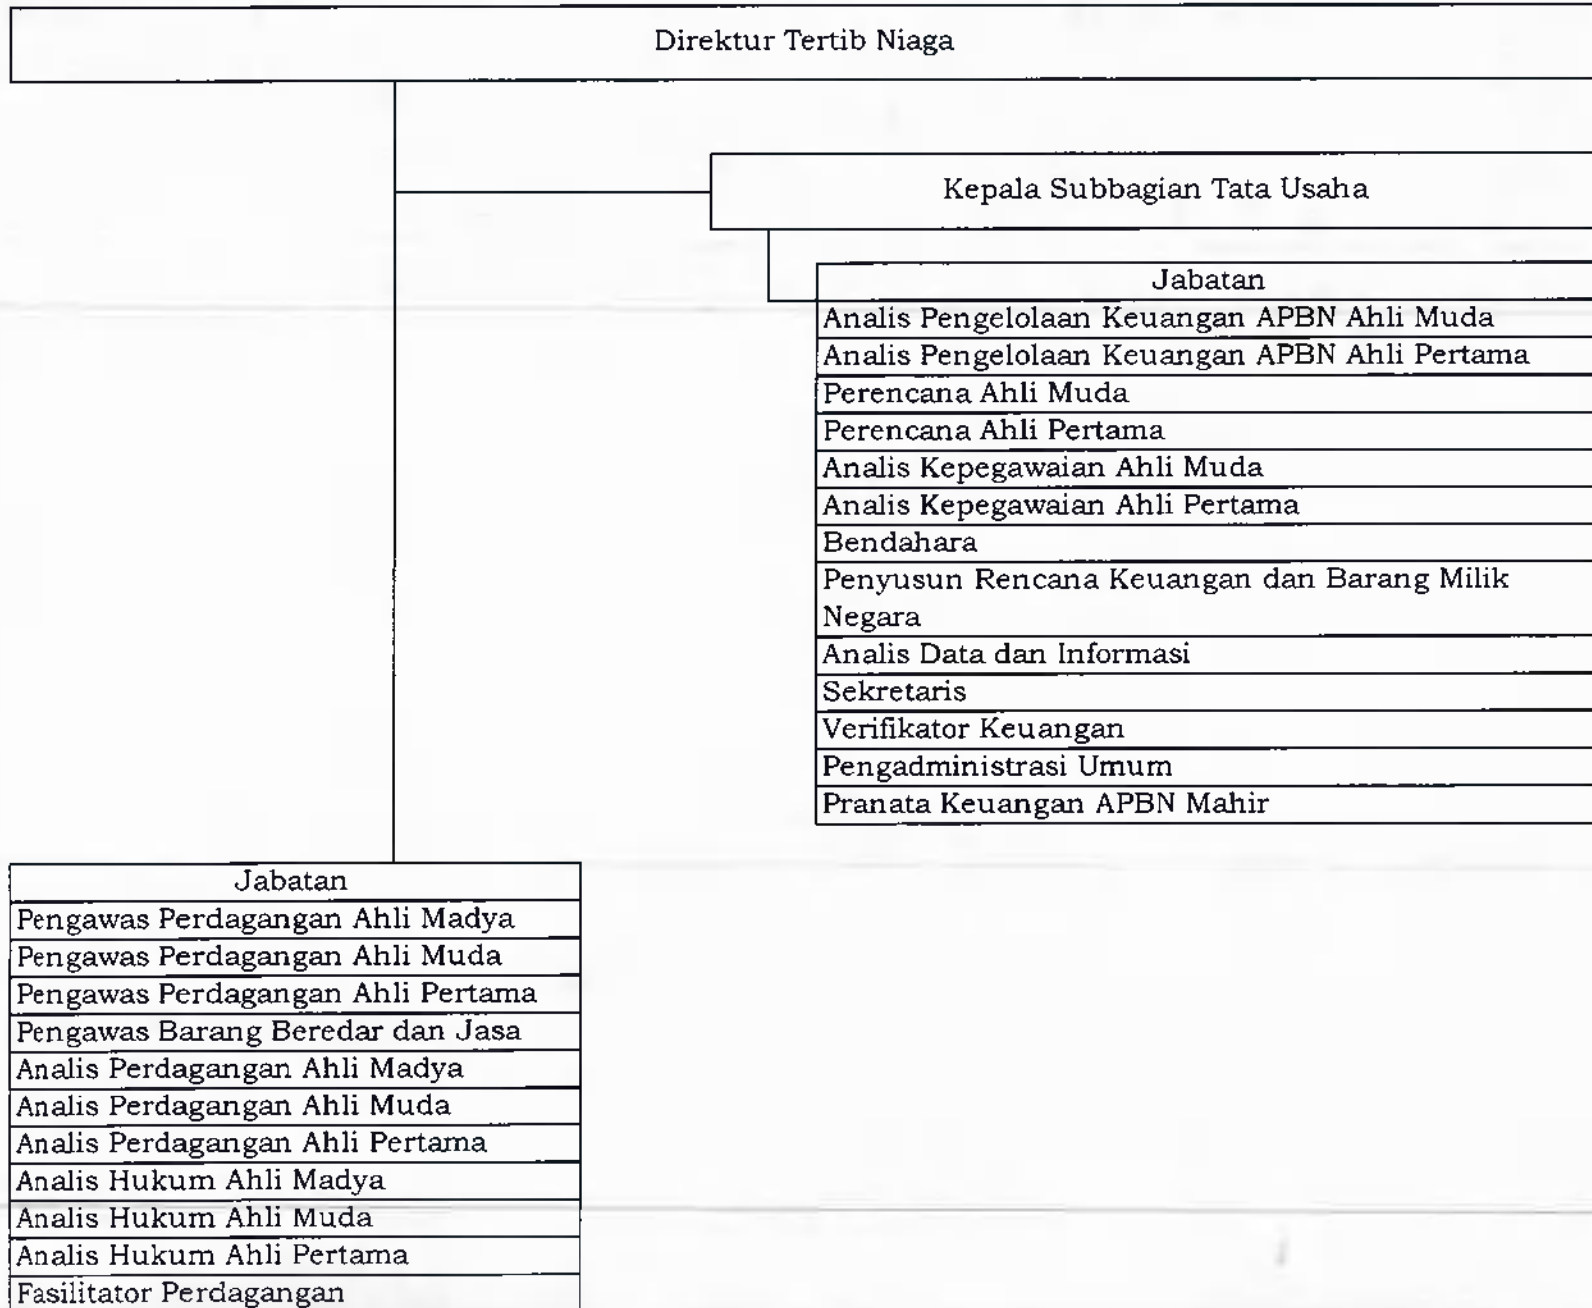 Direktur Tertib Niaga
Kepala Subbagian Tata Usaha
Jabatan
Analis Pengelolaan Keuangan APBN Ahli Muda
Analis Pengelolaan Keuangan APBN Ahli Pertama
Perencana Ahli Muda
Perencana Ahli Pertama
Analis Kepegawaian Ahli Muda
Analis Kepegawaian Ahli Pertama
Bendahara
Penyusun Rencana Keuangan dan Barang Milik
Negara
Analis Data dan Informasi
Sekretaris
Verifikator Keuangan
Pengadministrasi Umum
Pranata Keuangan APBN Mahir
Jabatan
Pengawas Perdagangan Ahli Madya
Pengawas Perdagangan Ahli Muda
Pengawas Perdagangan Ahli Pertama
Pengawas Barang Beredar dan Jasa
Analis Perdagangan Ahli Madya
Analis Perdagangan Ahli Muda
Analis Perdagangan Ahli Pertama
Analis Hukum Ahli Madya
Analis Hukum Ahli Muda
Analis Hukum Ahli Pertama
Fasilitator Perdagangan